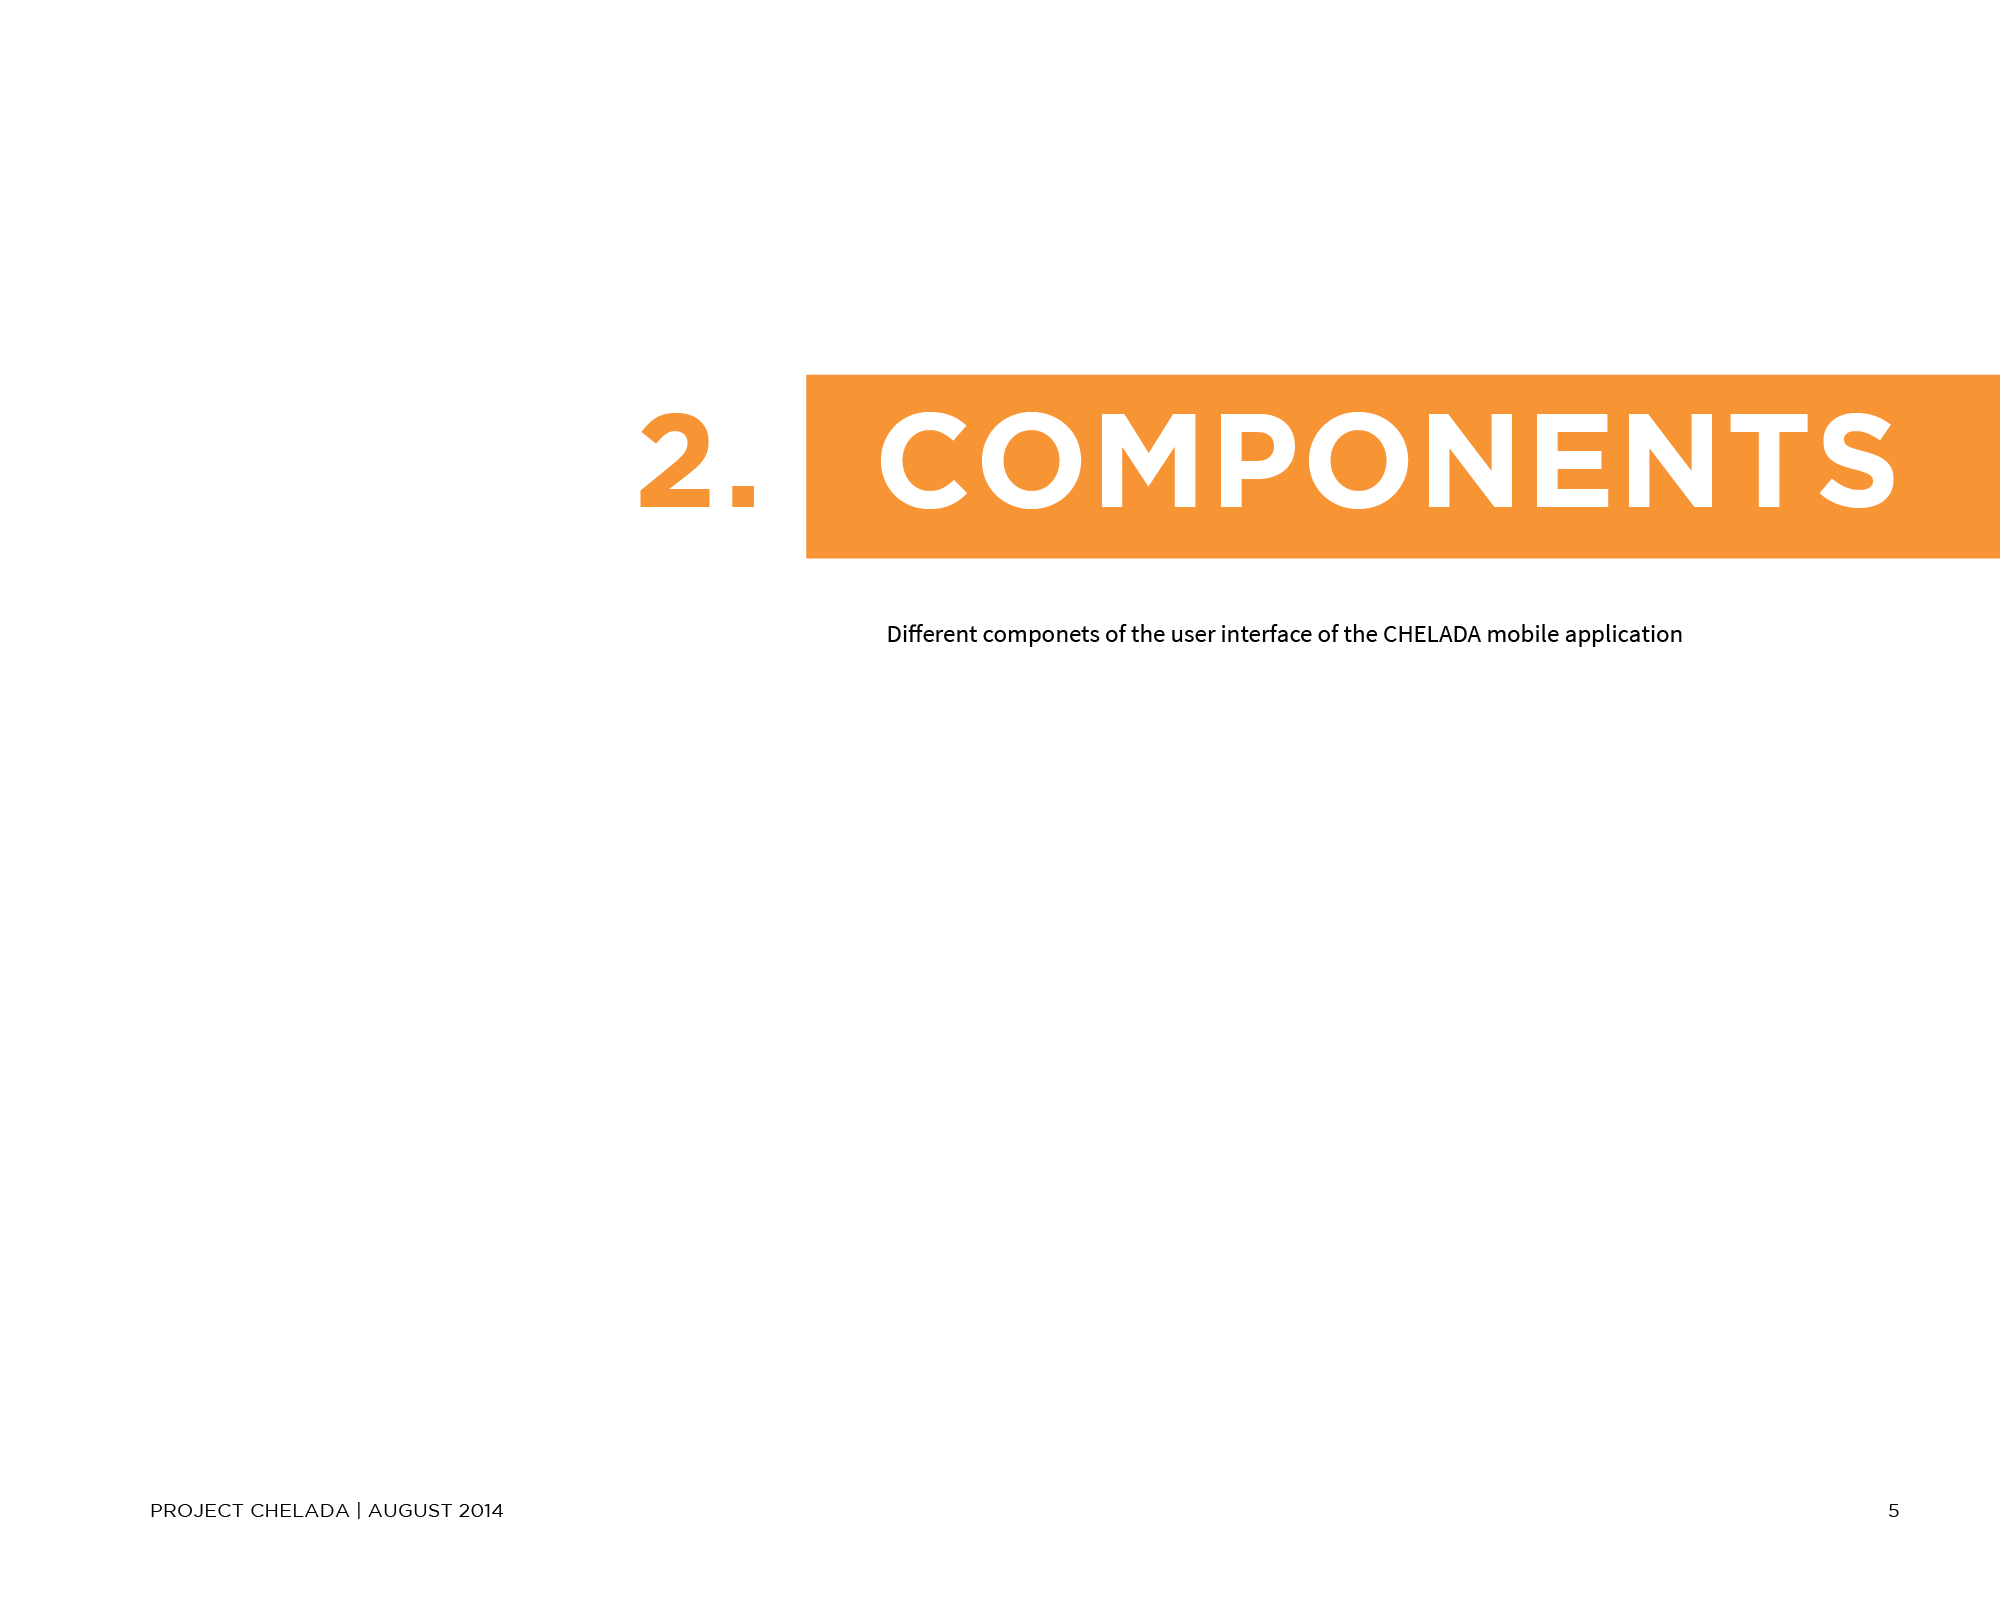 2. COMPONENTS
Different componets of the user interface of the CHELADA mobile application
PROJECT CHELADA | AUGUST 2014
5